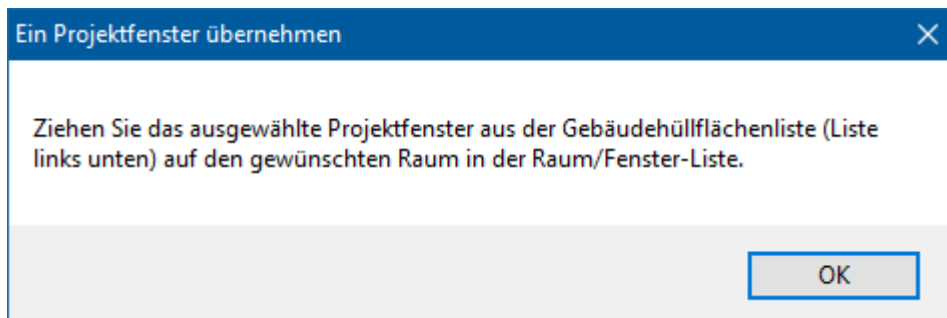 Ein Projektfenster übernehmen
Ziehen Sie das ausgewählte Projektfenster aus der Gebäudehüllflächenliste (Liste
links unten) auf den gewünschten Raum in der Raum/Fenster-Liste.
OK